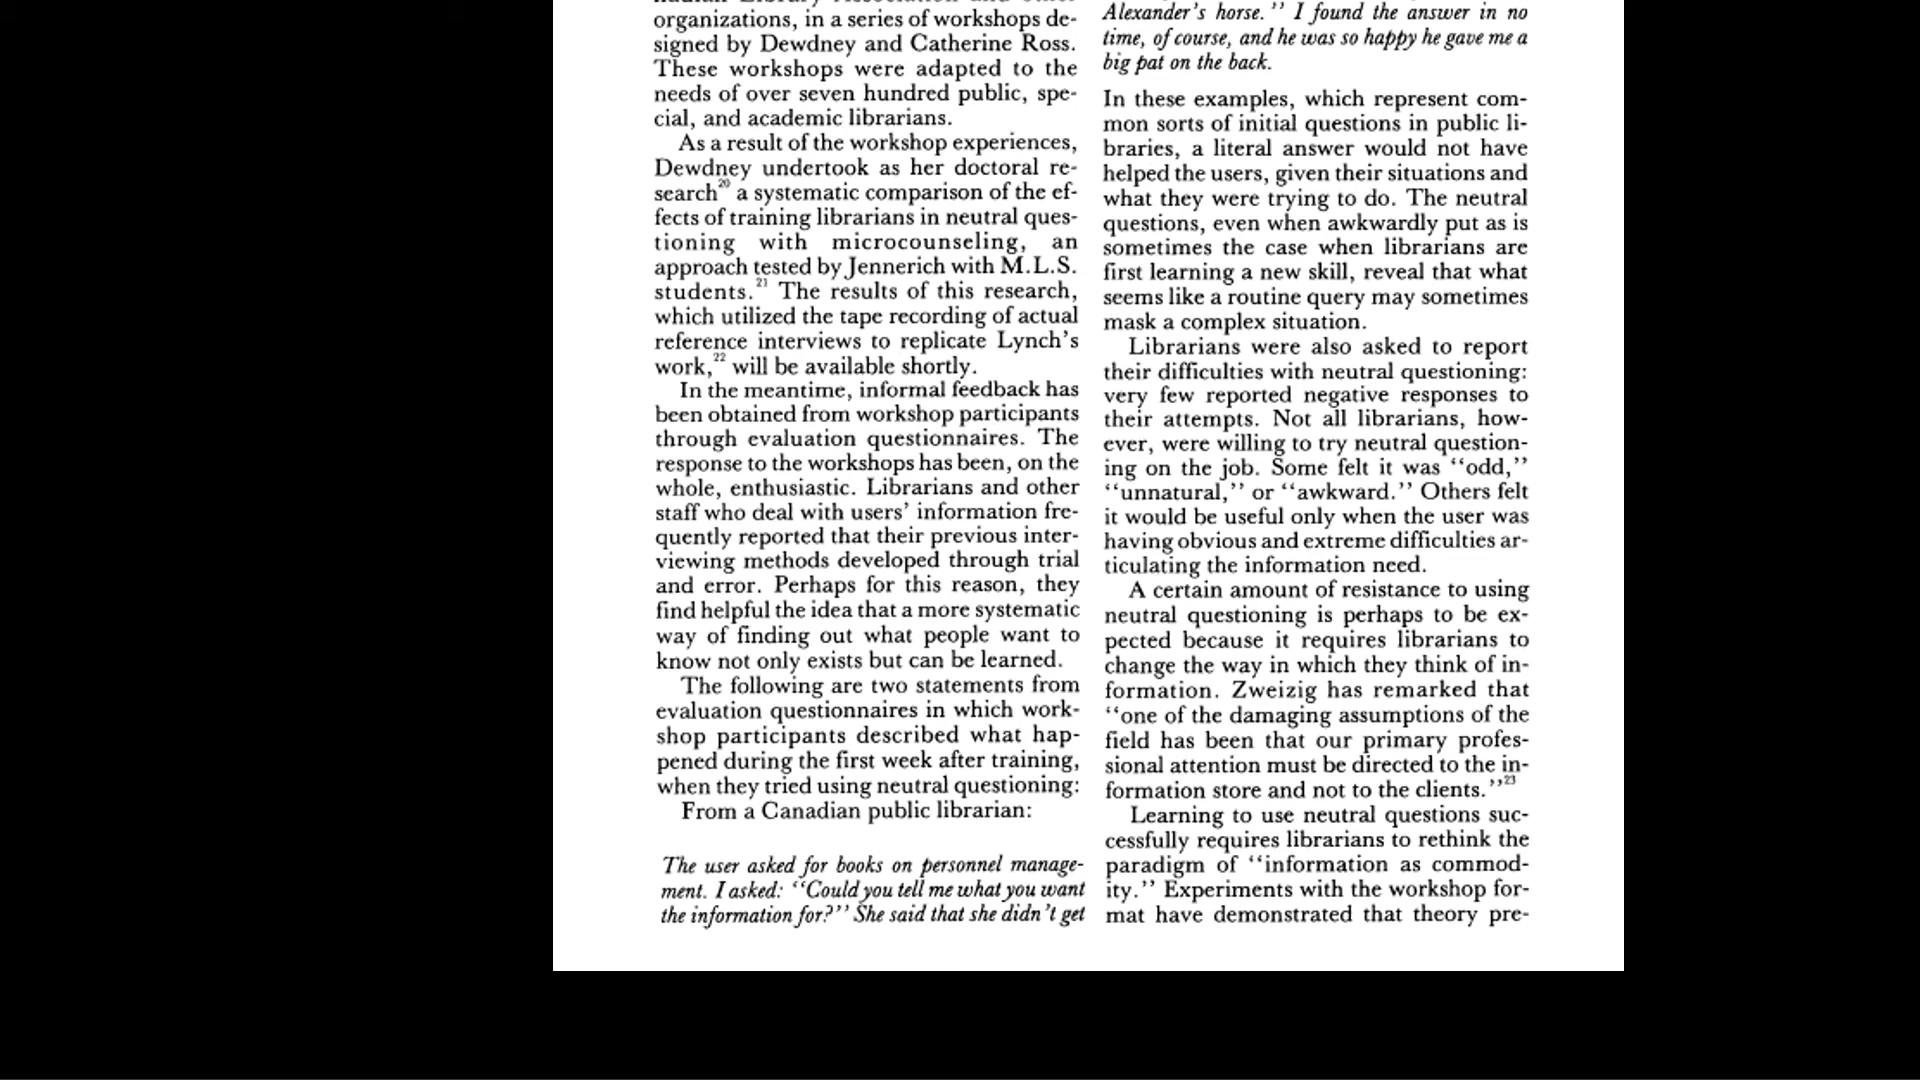 organizations, in a series of workshops de-
signed by Dewdney and Catherine Ross.
These workshops were adapted to the
needs of over seven hundred public, spe-
cial, and academic librarians.
As a result of the workshop experiences,
Dewdney undertook as her doctoral re-
search20 a systematic comparison of the ef-
fects of training librarians in neutral ques-
tioning with microcounseling, an
approach tested by Jennerich with M.L.S.
students.21 The results of this research,
which utilized the tape recording of actual
reference interviews to replicate Lynch's
work,22 will be available shortly.
In the meantime, informal feedback has
been obtained from workshop participants
through evaluation questionnaires. The
response to the workshops has been, on the
whole, enthusiastic. Librarians and other
staff who deal with users' information fre-
quently reported that their previous inter-
viewing methods developed through trial
and error. Perhaps for this reason, they
find helpful the idea that a more systematic
way of finding out what people want to
know not only exists but can be learned.
The following are two statements from
evaluation questionnaires in which work-
shop participants described what hap-
pened during the first week after training,
when they tried using neutral questioning:
From a Canadian public librarian:
The user asked for books on personnel manage-
ment. I asked: "Could you tell me what you want
the information for?" She said that she didn't get
Alexander's horse." I found the answer in no
time, of course, and he was so happy he gave me a
big pat on the back.
In these examples, which represent com-
mon sorts of initial questions in public li-
braries, a literal answer would not have
helped the users, given their situations and
what they were trying to do. The neutral
questions, even when awkwardly put as is
sometimes the case when librarians are
first learning a new skill, reveal that what
seems like a routine query may sometimes
mask a complex situation.
Librarians were also asked to report
their difficulties with neutral questioning:
very few reported negative responses to
their attempts. Not all librarians, how-
ever, were willing to try neutral question-
ing on the job. Some felt it was "odd,"
"unnatural," or "awkward." Others felt
it would be useful only when the user was
having obvious and extreme difficulties ar-
ticulating the information need.
A certain amount of resistance to using
neutral questioning is perhaps to be ex-
pected because it requires librarians to
change the way in which they think of in-
formation. Zweizig has remarked that
"one of the damaging assumptions of the
field has been that our primary profes-
sional attention must be directed to the in-
formation store and not to the clients."23
Learning to use neutral questions suc-
cessfully requires librarians to rethink the
paradigm of "information as commod-
ity." Experiments with the workshop for-
mat have demonstrated that theory pre-